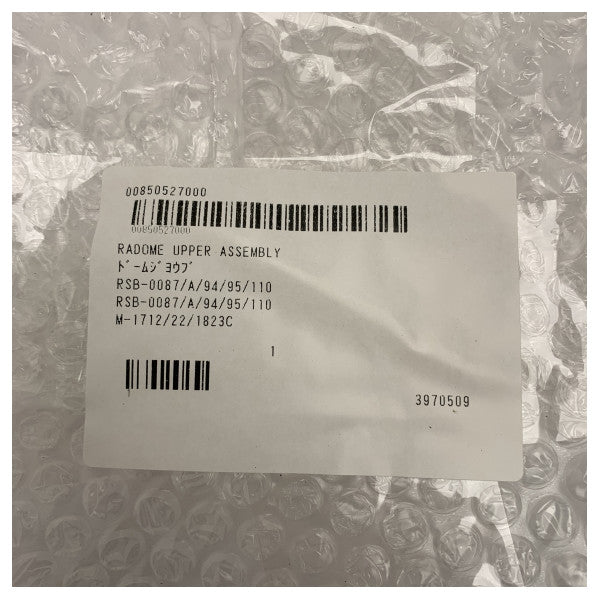 00850527000
00850527000
RADOME UPPER ASSEMBLY
ドームジヨウブ
RSB-0087/A/94/95/110
RSB-0087/A/94/95/110
M-1712/22/1823C
1
1
3970509